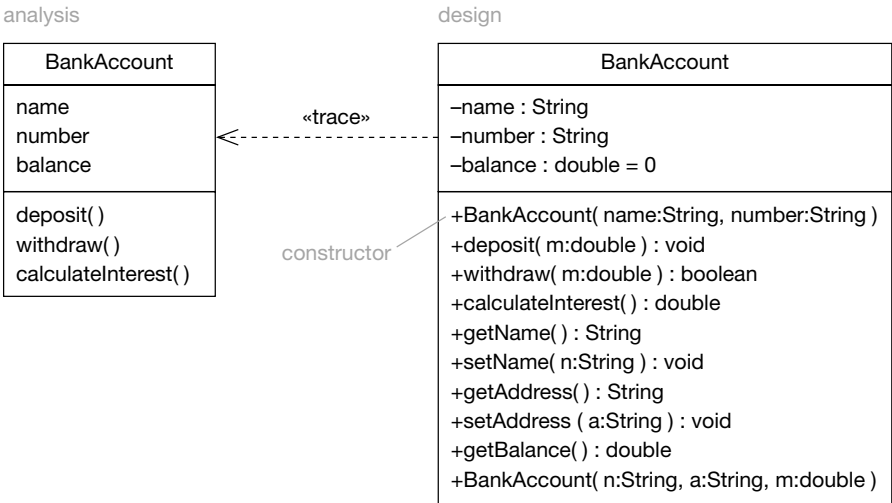 analysis
BankAccount
name
number
balance
deposit( )
withdraw( )
calculateInterest( )
«trace»
constructor
design
BankAccount
–name : String
–number : String
–balance : double = 0
+BankAccount( name:String, number:String )
+deposit( m:double ) : void
+withdraw( m:double ) : boolean
+calculateInterest( ) : double
+getName( ) : String
+setName( n:String ) : void
+getAddress( ) : String
+setAddress ( a:String ) : void
+getBalance( ) : double
+BankAccount( n:String, a:String, m:double )